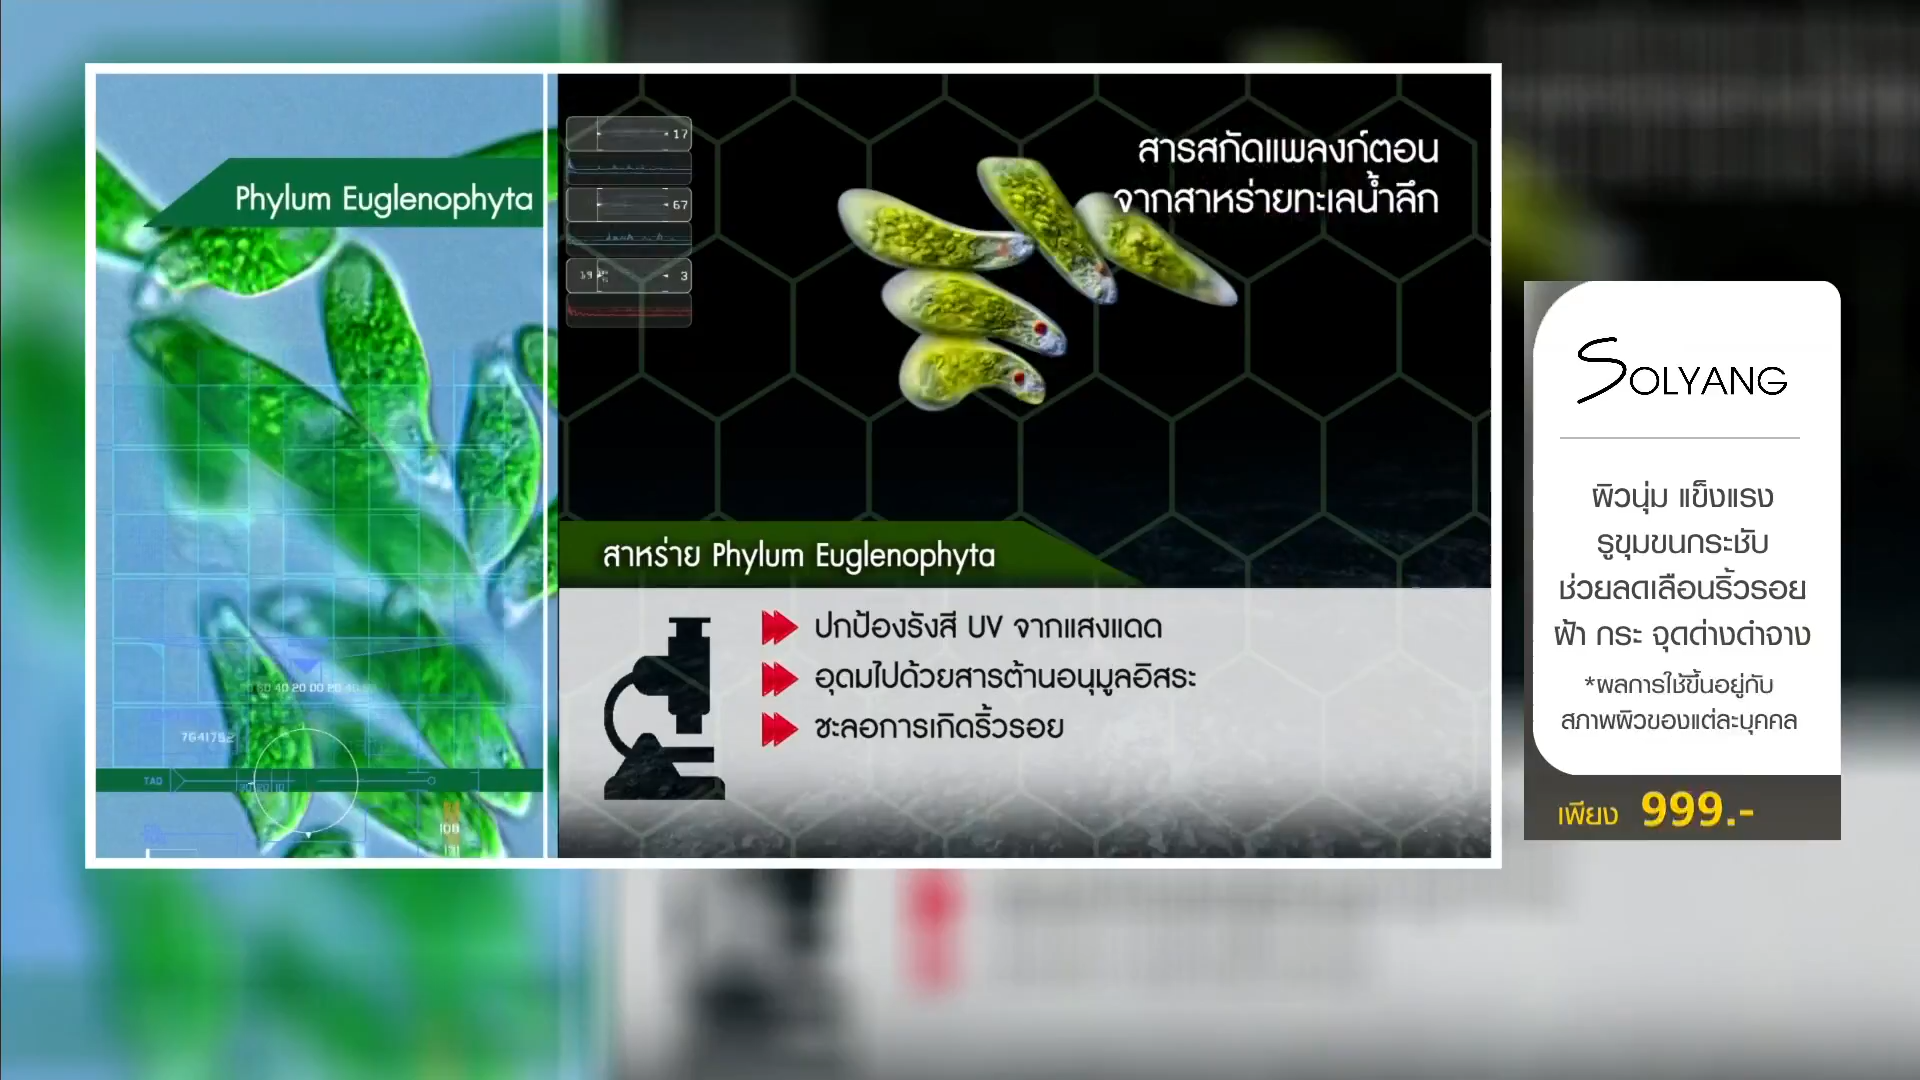 Phylum Euglenophyta
17
67
19
3
สารสกัดแพลงก์ตอน
จากสาหร่ายทะเลน้ำลึก
สาหร่าย Phylum Euglenophyta
ปกป้องรังสี UV จากแสงแดด
อุดมไปด้วยสารต้านอนุมูลอิสระ
ชะลอการเกิดริ้วรอย
7641752
TAO
108
131
SOLYANG
ผิวนุ่ม แข็งแรง
รูขุมขนกระชับ
ช่วยลดเลือนริ้วรอย
ฝ้า กระ จุดด่างดำจาง
*ผลการใช้ขึ้นอยู่กับ
สภาพผิวของแต่ละบุคคล
เพียง 999.-